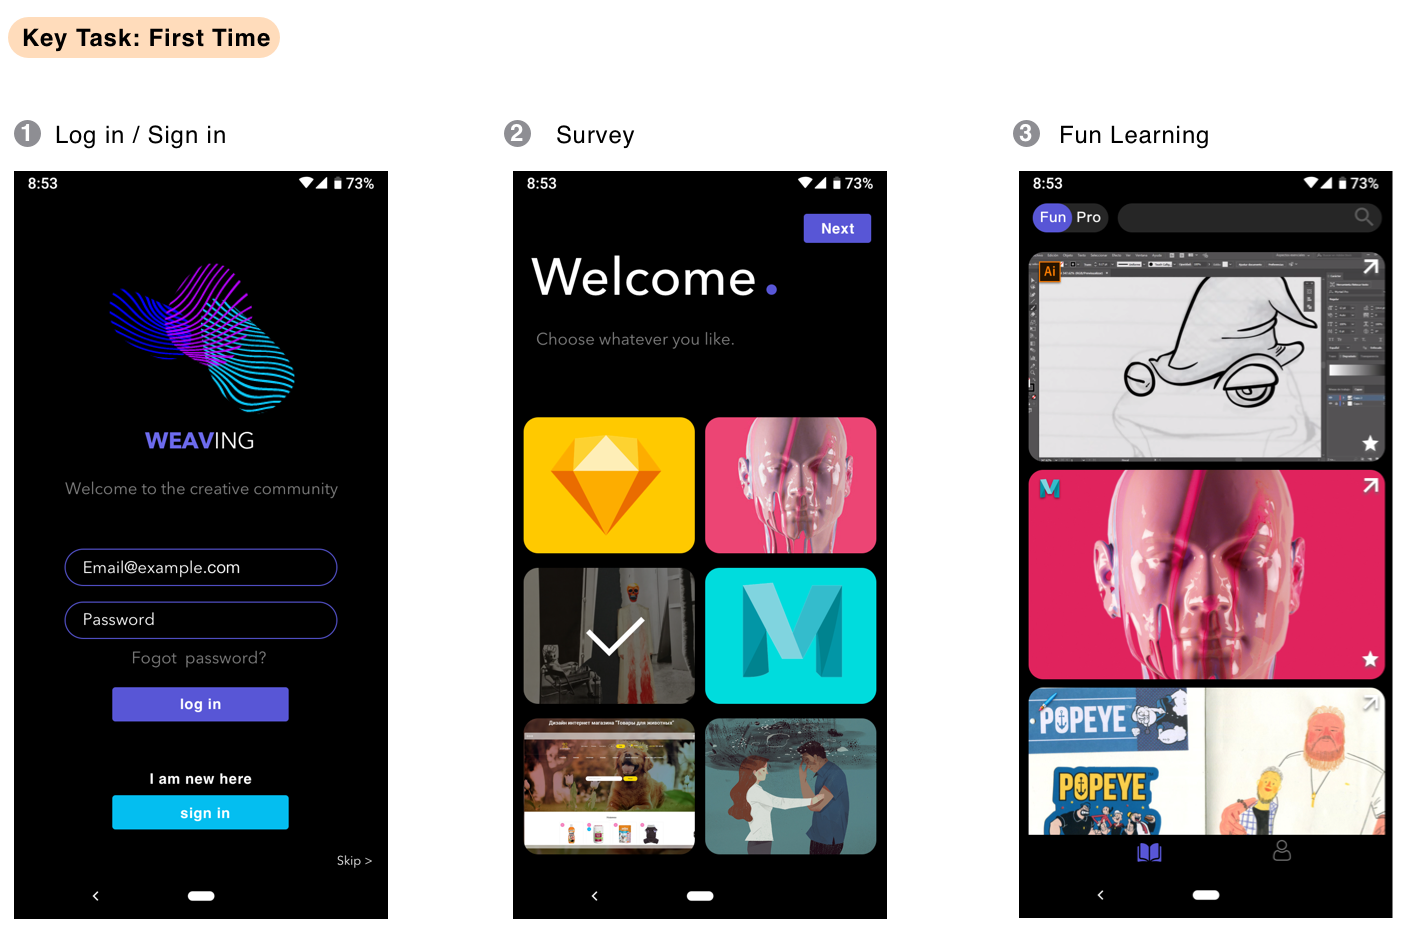 Key Task: First Time
1 Log in / Sign in
8:53
73%
WEAVING
Welcome to the creative community
Email@example.com
Password
Fogot password?
log in
I am new here
sign in
Skip >
2 Survey
8:53
73%
Next
Welcome.
Choose whatever you like.
Дизайн интернет магазина "Товары для животных"
3 Fun Learning
8:53
73%
Fun Pro
Ai
POPEYE
POPEYE